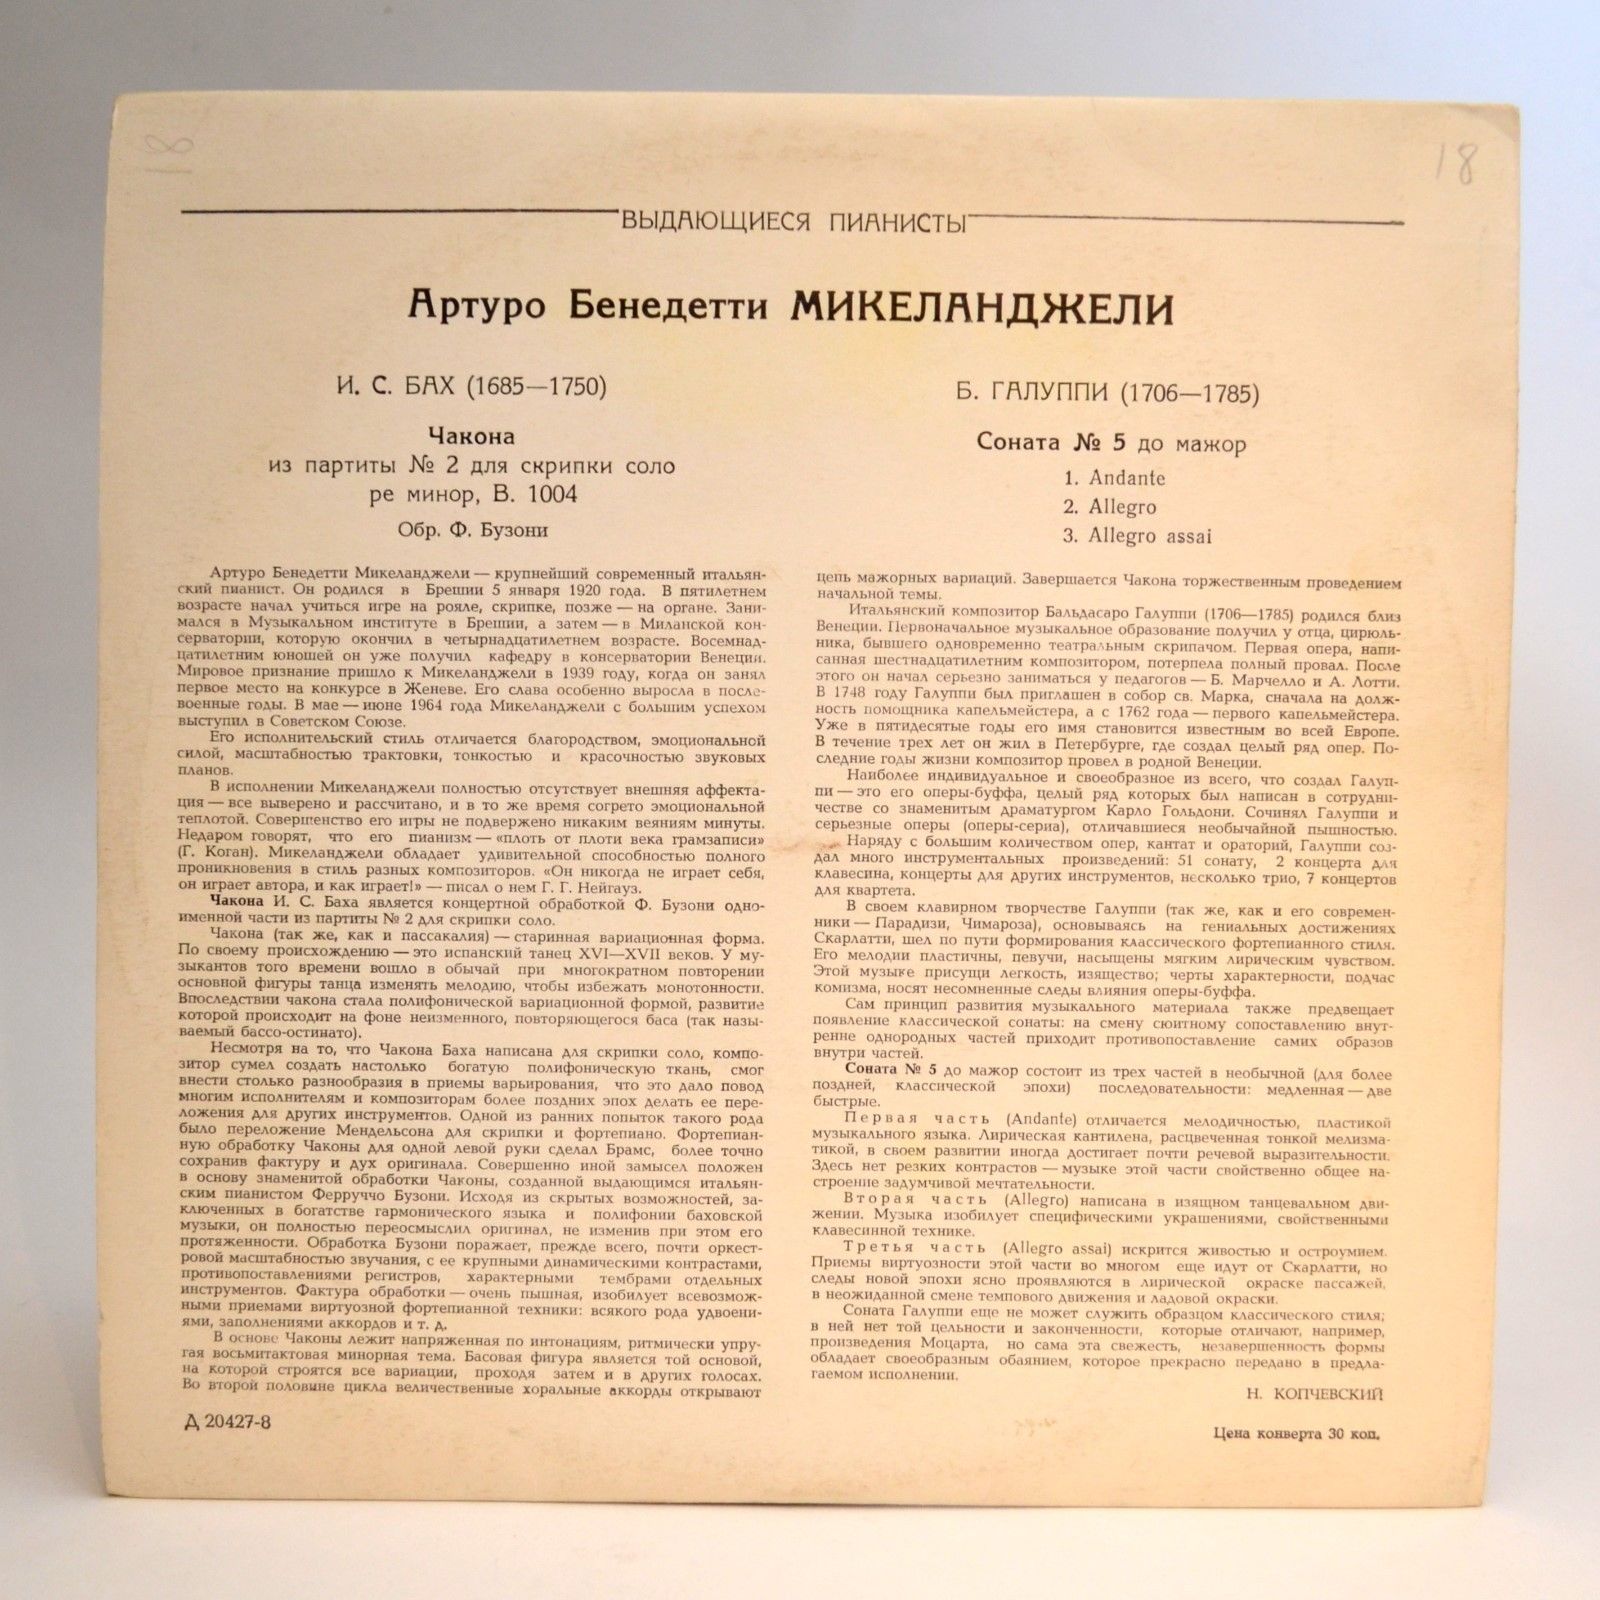 18
18
ВЫДАЮЩИЕСЯ ПИАНИСТЫ
Артуро Бенедетти МИКЕЛАНДЖЕЛИ
И. С. БАХ (1685—1750)
Чакона
из партиты № 2 для скрипки соло
ре минор, В. 1004
Обр. Ф. Бузони
Б. ГАЛУППИ (1706—1785)
Соната № 5 до мажор
1. Andante
2. Allegro
3. Allegro assai
Артуро Бенедетти Микеланджели — крупнейший современный итальян-
ский пианист. Он родился в Брешии 5 января 1920 года. В пятилетнем
возрасте начал учиться игре на рояле, скрипке, позже — на органе. Зани-
мался в Музыкальном институте в Брешии, а затем — в Миланской кон-
серватории, которую окончил в четырнадцатилетнем возрасте. Восемнад-
цатилетним юношей он уже получил кафедру в консерватории Венеции.
Мировое признание пришло к Микеланджели в 1939 году, когда он занял
первое место на конкурсе в Женеве. Его слава особенно выросла в после-
военные годы. В мае — июне 1964 года Микеланджели с большим успехом
выступил в Советском Союзе.
Его исполнительский стиль отличается благородством, эмоциональной
силой, масштабностью трактовки, тонкостью и красочностью звуковых
планов.
В исполнении Микеланджели полностью отсутствует внешняя аффекта-
ция — все выверено и рассчитано, и в то же время согрето эмоциональной
теплотой. Совершенство его игры не подвержено никаким веяниям минуты.
Недаром говорят, что его пианизм — «плоть от плоти века грамзаписи»
(Г. Коган). Микеланджели обладает удивительной способностью полного
проникновения в стиль разных композиторов. «Он никогда не играет себя,
он играет автора, и как играет!» — писал о нем Г. Г. Нейгауз.
Чакона И. С. Баха является концертной обработкой Ф. Бузони одно-
именной части из партиты № 2 для скрипки соло.
Чакона (так же, как и пассакалия) — старинная вариационная форма.
По своему происхождению — это испанский танец XVI—XVII веков. У му-
зыкантов того времени вошло в обычай при многократном повторении
основной фигуры танца изменять мелодию, чтобы избежать монотонности.
Впоследствии чакона стала полифонической вариационной формой, развитие
которой происходит на фоне неизменного, повторяющегося баса (так назы-
ваемый бассо-остинато).
Несмотря на то, что Чакона Баха написана для скрипки соло, компо-
зитор сумел создать настолько богатую полифоническую ткань, смог
внести столько разнообразия в приемы варьирования, что это дало повод
многим исполнителям и композиторам более поздних эпох делать ее пере-
ложения для других инструментов. Одной из ранних попыток такого рода
было переложение Мендельсона для скрипки и фортепиано. Фортепиан-
ную обработку Чаконы для одной левой руки сделал Брамс, более точно
сохранив фактуру и дух оригинала. Совершенно иной замысел положен
в основу знаменитой обработки Чаконы, созданной выдающимся итальян-
ским пианистом Ферруччо Бузони. Исходя из скрытых возможностей, за-
ключенных в богатстве гармонического языка и полифонии баховской
музыки, он полностью переосмыслил оригинал, не изменив при этом его
протяженности. Обработка Бузони поражает, прежде всего, почти оркест-
ровой масштабностью звучания, с ее крупными динамическими контрастами,
противопоставлениями регистров, характерными тембрами отдельных
инструментов. Фактура обработки — очень пышная, изобилует всевозмож-
ными приемами виртуозной фортепианной техники: всякого рода удвоени-
ями, заполнениями аккордов и т. д.
В основе Чаконы лежит напряженная по интонациям, ритмически упру-
гая восьмитактовая минорная тема. Басовая фигура является той основой,
на которой строятся все вариации, проходя затем и в других голосах.
Во второй половине цикла величественные хоральные аккорды открывают
цепь мажорных вариаций. Завершается Чакона торжественным проведением
начальной темы.
Итальянский композитор Бальдасаро Галуппи (1706—1785) родился близ
Венеции. Первоначальное музыкальное образование получил у отца, цирюль-
ника, бывшего одновременно театральным скрипачом. Первая опера, напи-
санная шестнадцатилетним композитором, потерпела полный провал. После
этого он начал серьезно заниматься у педагогов — Б. Марчелло и А. Лотти.
В 1748 году Галуппи был приглашен в собор св. Марка, сначала на долж-
ность помощника капельмейстера, а с 1762 года — первого капельмейстера.
Уже в пятидесятые годы его имя становится известным во всей Европе.
В течение трех лет он жил в Петербурге, где создал целый ряд опер. По-
следние годы жизни композитор провел в родной Венеции.
Наиболее индивидуальное и своеобразное из всего, что создал Галуп-
пи — это его оперы-буффа, целый ряд которых был написан в сотрудни-
честве со знаменитым драматургом Карло Гольдони. Сочинял Галуппи и
серьезные оперы (оперы-сериа), отличавшиеся необычайной пышностью.
Наряду с большим количеством опер, кантат и ораторий, Галуппи соз-
дал много инструментальных произведений: 51 сонату, 2 концерта для
клавесина, концерты для других инструментов, несколько трио, 7 концертов
для квартета.
В своем клавирном творчестве Галуппи (так же, как и его современ-
ники — Парадизи, Чимароза), основываясь на гениальных достижениях
Скарлатти, шел по пути формирования классического фортепианного стиля.
Его мелодии пластичны, певучи, насыщены мягким лирическим чувством.
Этой музыке присущи легкость, изящество; черты характерности, подчас
комизма, носят несомненные следы влияния оперы-буффа.
Сам принцип развития музыкального материала также предвещает
появление классической сонаты: на смену сюитному сопоставлению внут-
ренне однородных частей приходит противопоставление самих образов
внутри частей.
Соната № 5 до мажор состоит из трех частей в необычной (для более
поздней, классической эпохи) последовательности: медленная — две
быстрые.
Первая часть (Andante) отличается мелодичностью, пластикой
музыкального языка. Лирическая кантилена, расцвеченная тонкой мелизма-
тикой, в своем развитии иногда достигает почти речевой выразительности.
Здесь нет резких контрастов — музыке этой части свойственно общее на-
строение задумчивой мечтательности.
Вторая часть (Allegro) написана в изящном танцевальном дви-
жении. Музыка изобилует специфическими украшениями, свойственными
клавесинной технике.
Третья часть (Allegro assai) искрится живостью и остроумием.
Приемы виртуозности этой части во многом еще идут от Скарлатти, но
следы новой эпохи ясно проявляются в лирической окраске пассажей,
в неожиданной смене темпового движения и ладовой окраски.
Соната Галуппи еще не может служить образцом классического стиля;
в ней нет той цельности и законченности, которые отличают, например,
произведения Моцарта, но сама эта свежесть, незавершенность формы
обладает своеобразным обаянием, которое прекрасно передано в предла-
гаемом исполнении.
Н. КОПЧЕВСКИЙ
Д 20427-8
Цена конверта 30 коп.